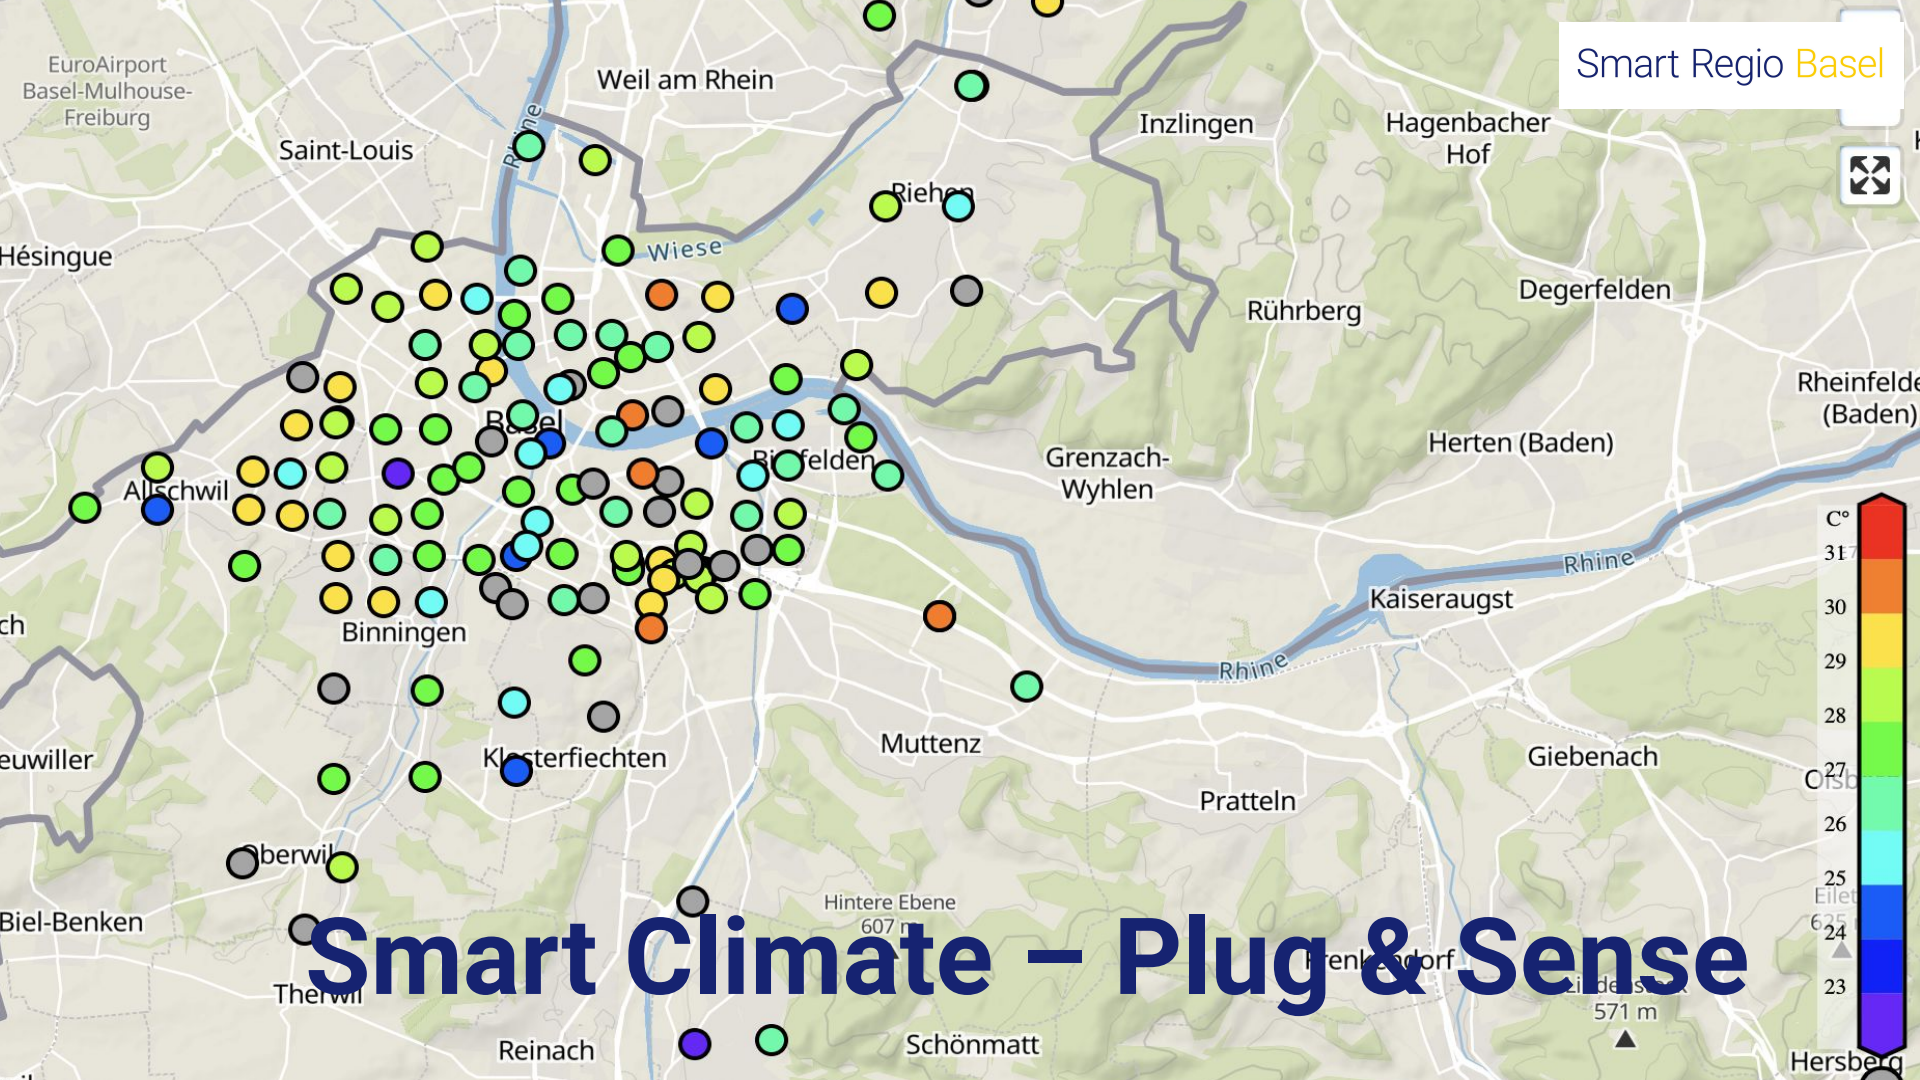 EuroAirport
Basel-Mulhouse-
Freiburg
Saint-Louis
Weil am Rhein
Rhine
Smart Regio Basel
Inzlingen
Hagenbacher
Hof
Riehen
Wiese
Hésingue
Degerfelden
Rührberg
Rheinfelde
(Baden)
Basel
Herten (Baden)
Grenzach-
Wyhlen
Allschwil
C°
31
30
29
28
27
26
25
24
23
Rhine
Kaiseraugst
Binningen
Rhine
Muttenz
Klosterfiechten
Giebenach
euwiller
Pratteln
Oberwil
Biel-Benken
Hintere Ebene
607 m
Smart Climate – Plug & Sense
Frenkendorf
Therwil
571 m
Reinach
Schönmatt
Hersberg